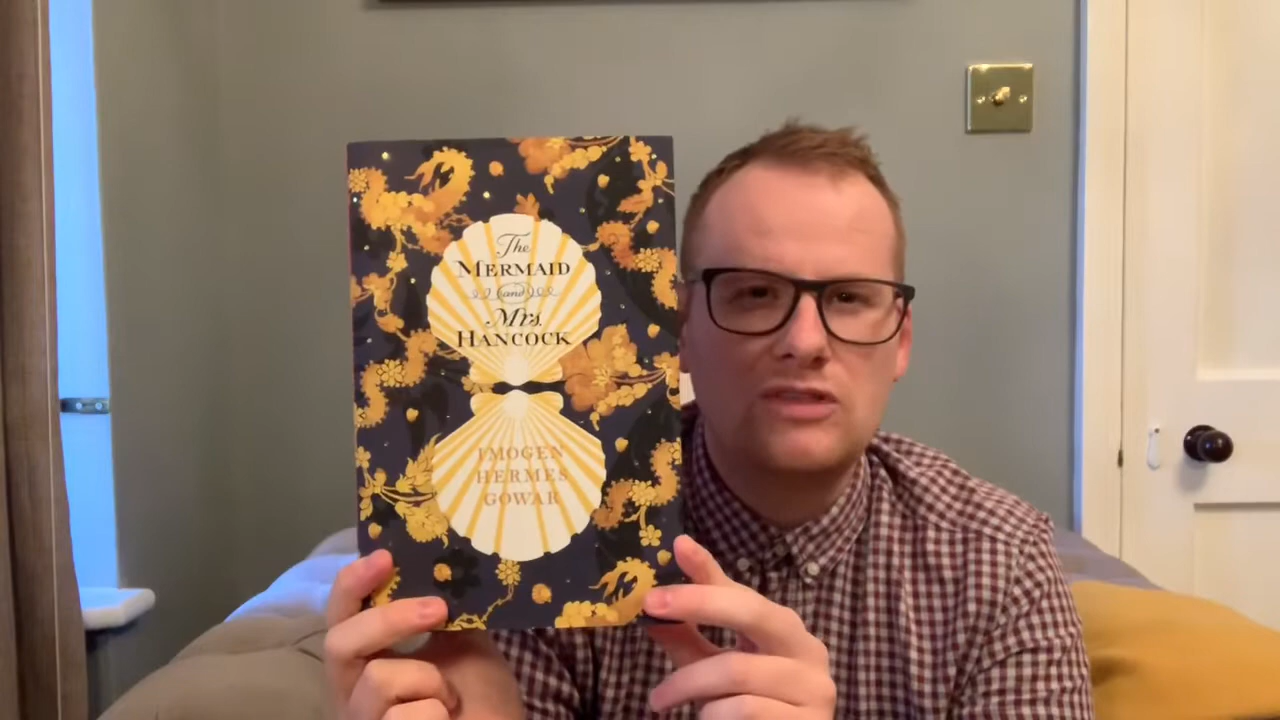 The
MERMAID
and
Mrs.
HANCOCK
IMOGEN
HERMES
GOWAR